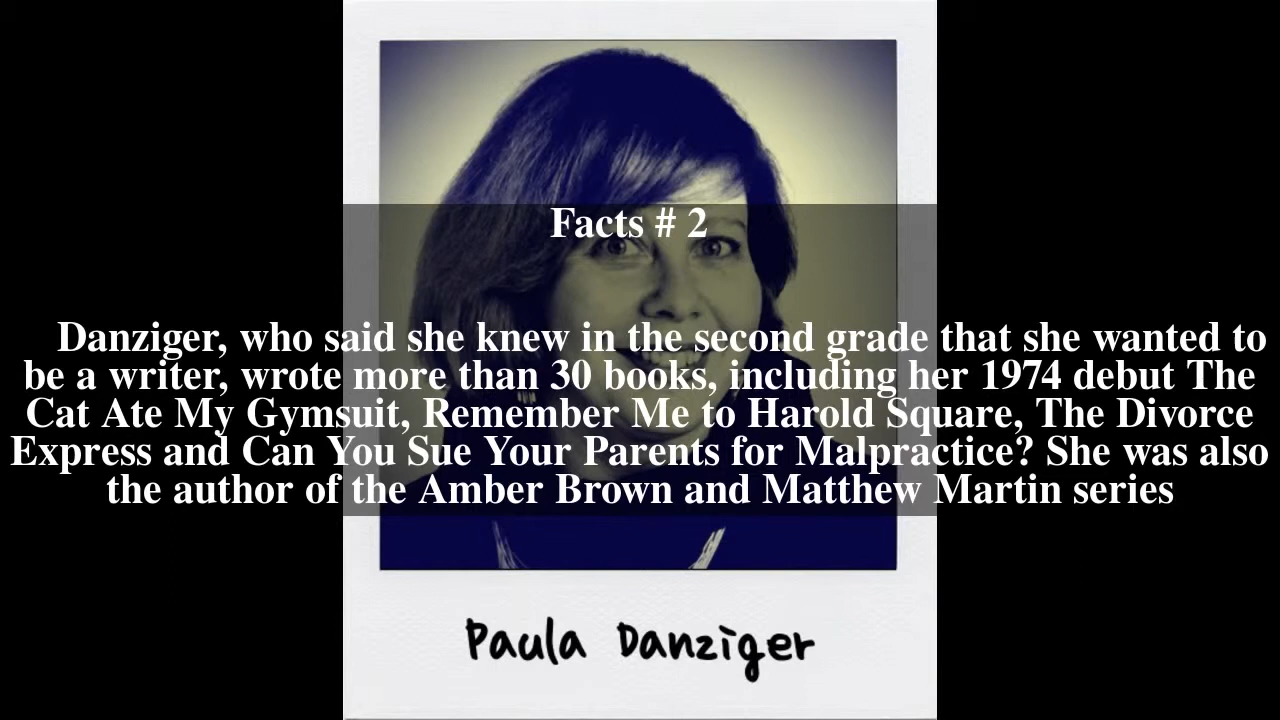 Facts # 2
Danziger, who said she knew in the second grade that she wanted to
be a writer, wrote more than 30 books, including her 1974 debut The
Cat Ate My Gymsuit, Remember Me to Harold Square, The Divorce
Express and Can You Sue Your Parents for Malpractice? She was also
the author of the Amber Brown and Matthew Martin series
Paula Danziger